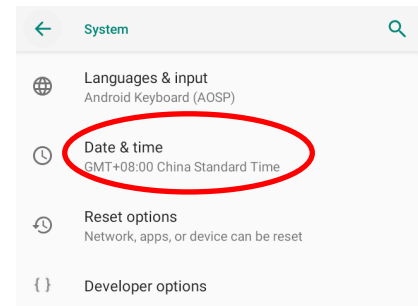 System
Languages & input
Android Keyboard (AOSP)
Date & time
GMT+08:00 China Standard Time
Reset options
Network, apps, or device can be reset
{ } Developer options